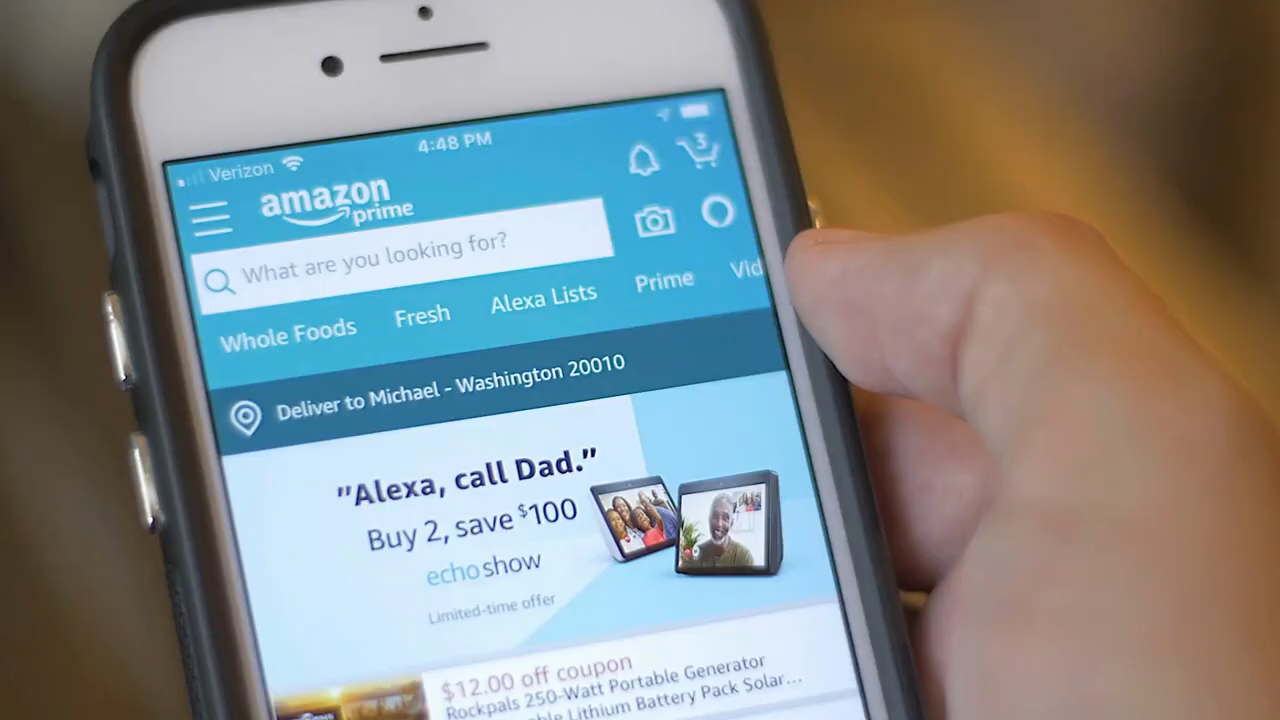 4:48 PM
Verizon
3
amazon
prime
What are you looking for?
Whole Foods Fresh Alexa Lists Prime Vid
Deliver to Michael - Washington 20010
"Alexa, call Dad."
Buy 2, save $100
echo show
Limited-time offer
$12.00 off coupon
Rockpals 250-Watt Portable Generator
ble Lithium Battery Pack Solar...